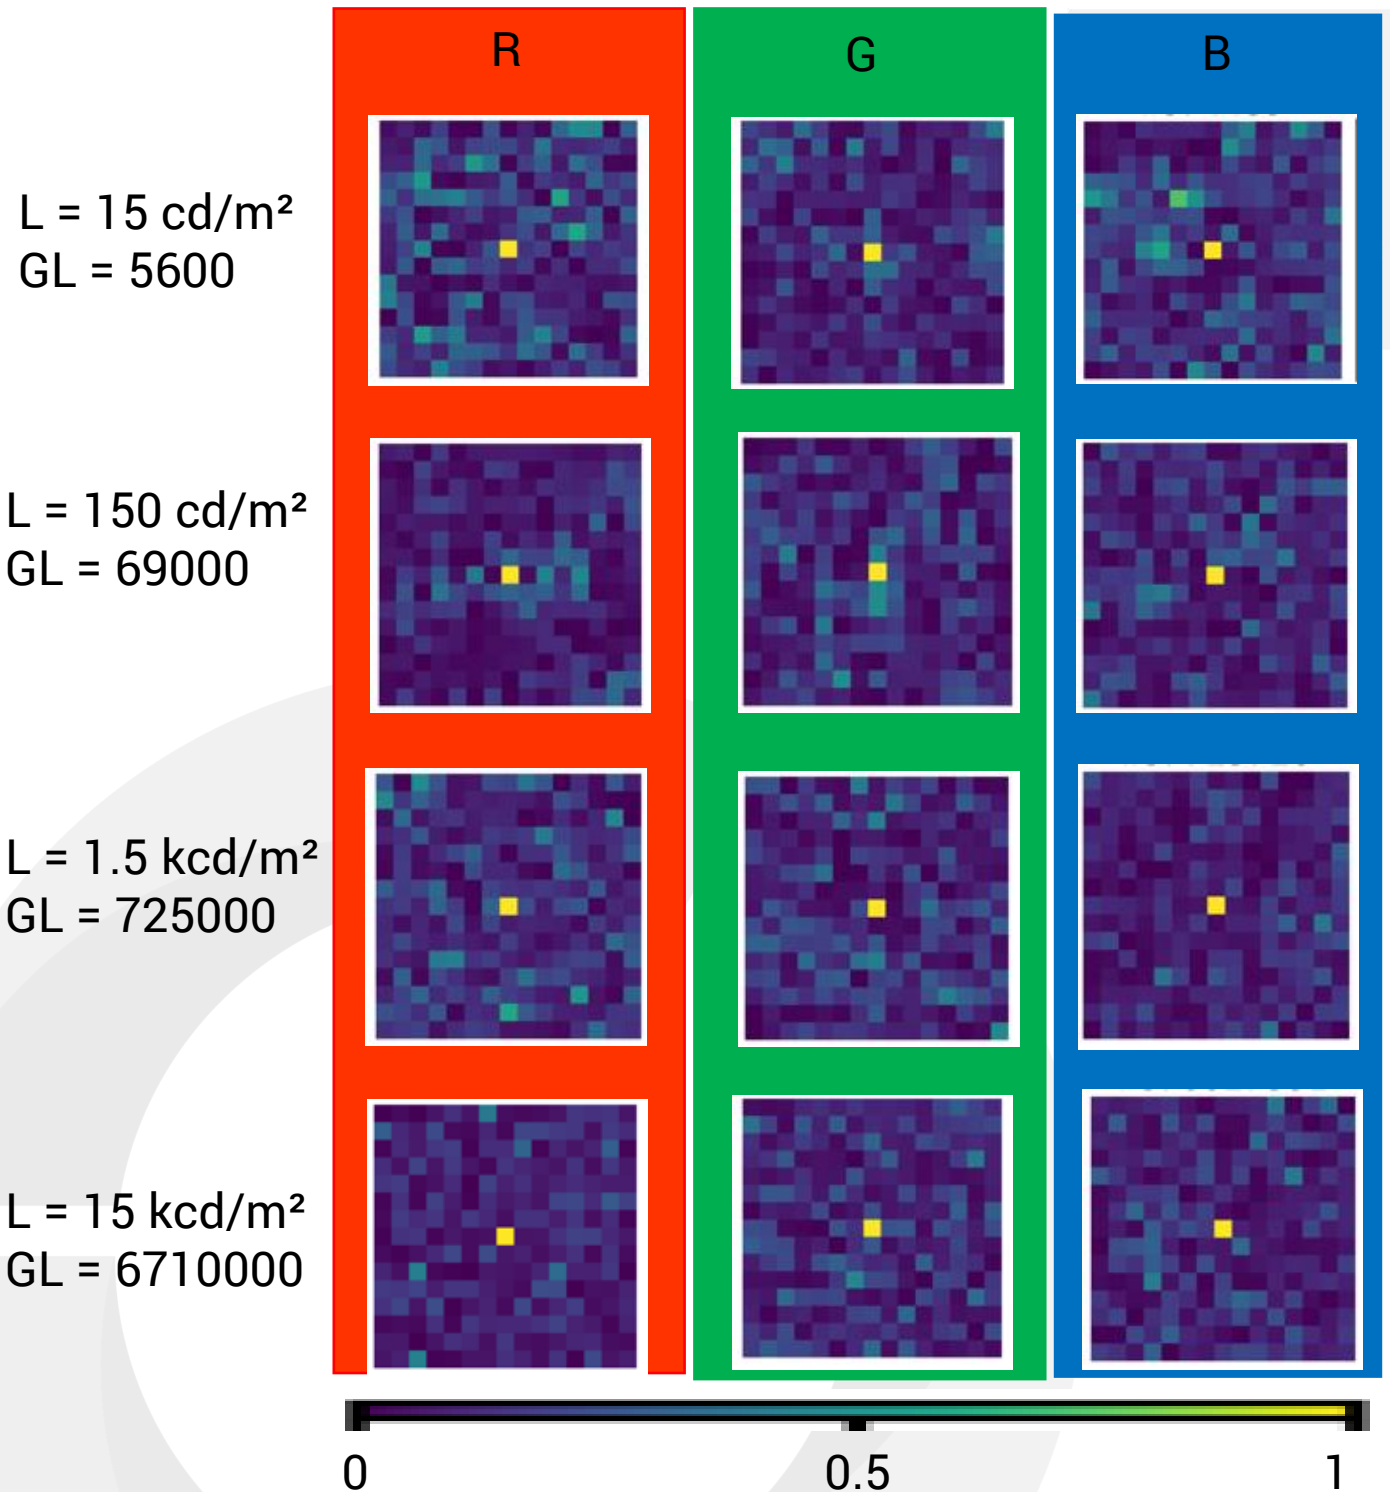 R
G
B
L = 15 cd/m²
GL = 5600
L = 150 cd/m²
GL = 69000
L = 1.5 kcd/m²
GL = 725000
L = 15 kcd/m²
GL = 6710000
0
0.5
1